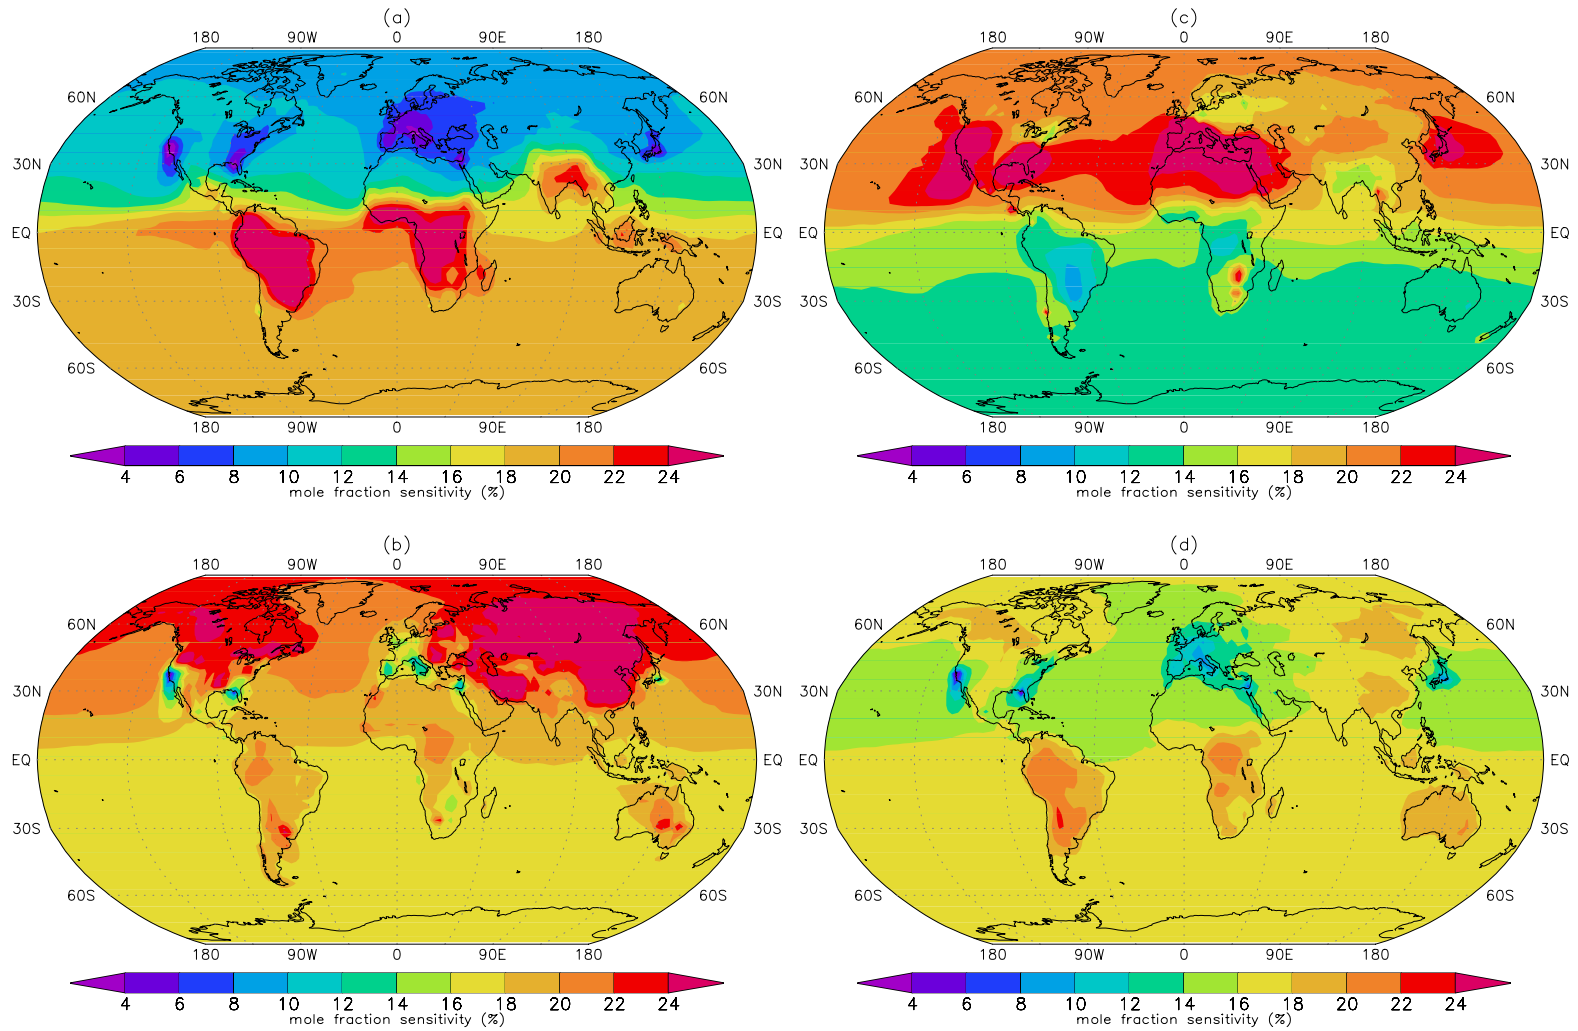 (a)
180 90W 0 90E 180
60N 60N
30N 30N
EQ EQ
30S 30S
60S 60S
180 90W 0 90E 180
4 6 8 10 12 14 16 18 20 22 24
mole fraction sensitivity (%)
(c)
180 90W 0 90E 180
60N 60N
30N 30N
EQ EQ
30S 30S
60S 60S
180 90W 0 90E 180
4 6 8 10 12 14 16 18 20 22 24
mole fraction sensitivity (%)
(b)
180 90W 0 90E 180
60N 60N
30N 30N
EQ EQ
30S 30S
60S 60S
180 90W 0 90E 180
4 6 8 10 12 14 16 18 20 22 24
mole fraction sensitivity (%)
(d)
180 90W 0 90E 180
60N 60N
30N 30N
EQ EQ
30S 30S
60S 60S
180 90W 0 90E 180
4 6 8 10 12 14 16 18 20 22 24
mole fraction sensitivity (%)